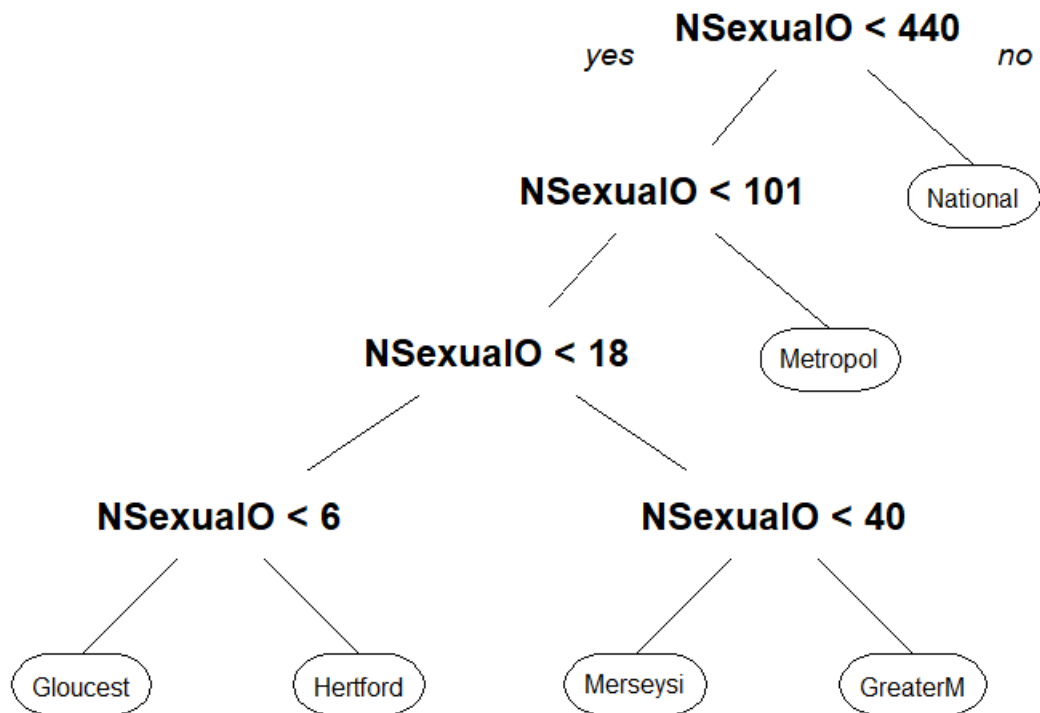 NSexualO < 440
yes
no
NSexualO < 101
National
NSexualO < 18
Metropol
NSexualO < 6
NSexualO < 40
Gloucest
Hertford
Merseysi
GreaterM